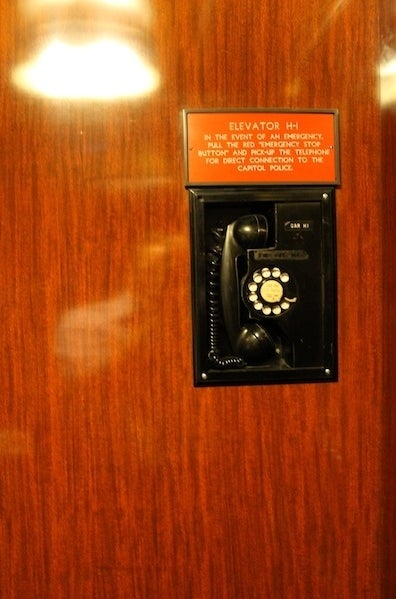 ELEVATOR H-1
IN THE EVENT OF AN EMERGENCY,
PULL THE RED "EMERGENCY STOP
BUTTON" AND PICK-UP THE TELEPHONE
FOR DIRECT CONNECTION TO THE
CAPITOL POLICE.
CAR H1